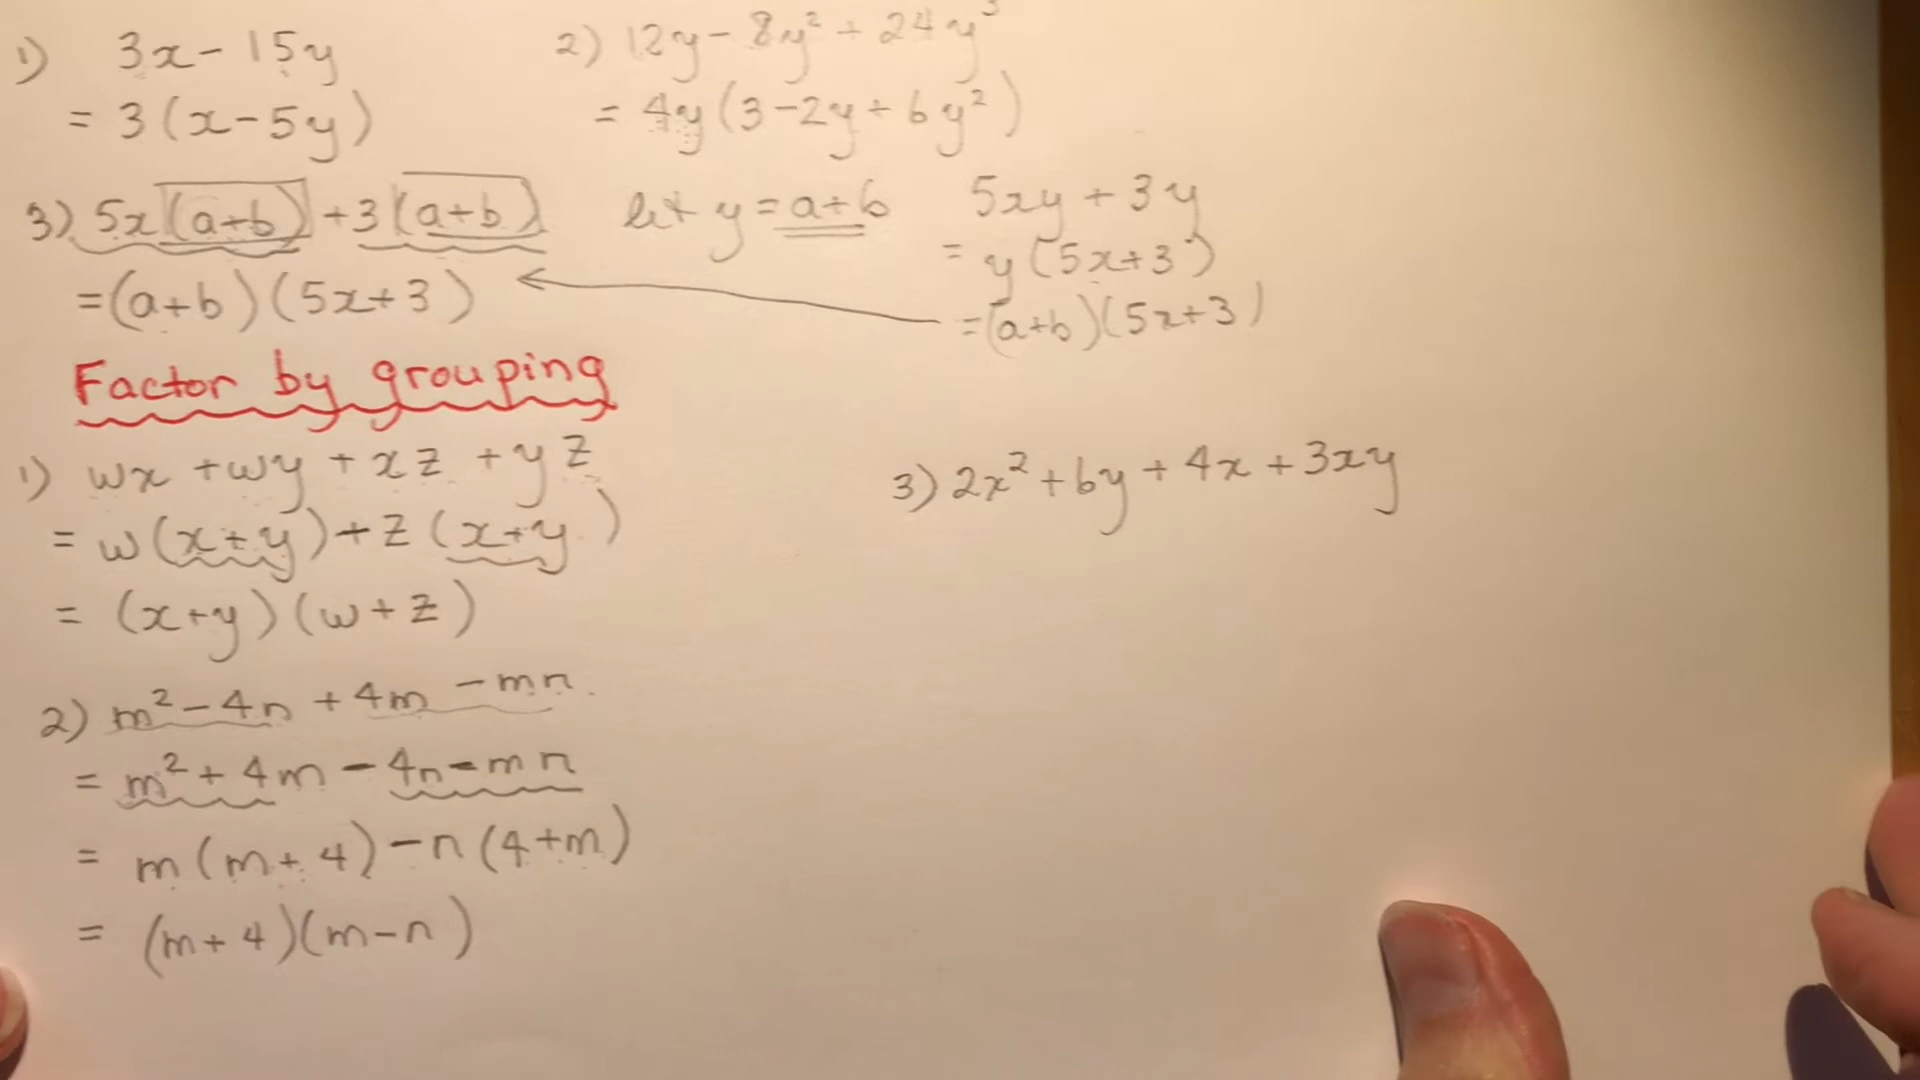 1) 3x - 15y
= 3(x - 5y)
2) 12y - 8y² + 24y³
= 4y(3 - 2y + 6y²)
3) 5x(a+b) + 3(a+b)
= (a+b)(5x+3)
let y = a+b
5xy + 3y
= y(5x+3)
= (a+b)(5x+3)
Factor by grouping
1) wx + wy + xz + yz
= w(x+y) + z(x+y)
= (x+y)(w+z)
2) m² - 4n + 4m - mn
= m² + 4m - 4n - mn
= m(m+4) - n(4+m)
= (m+4)(m-n)
3) 2x² + 6y + 4x + 3xy